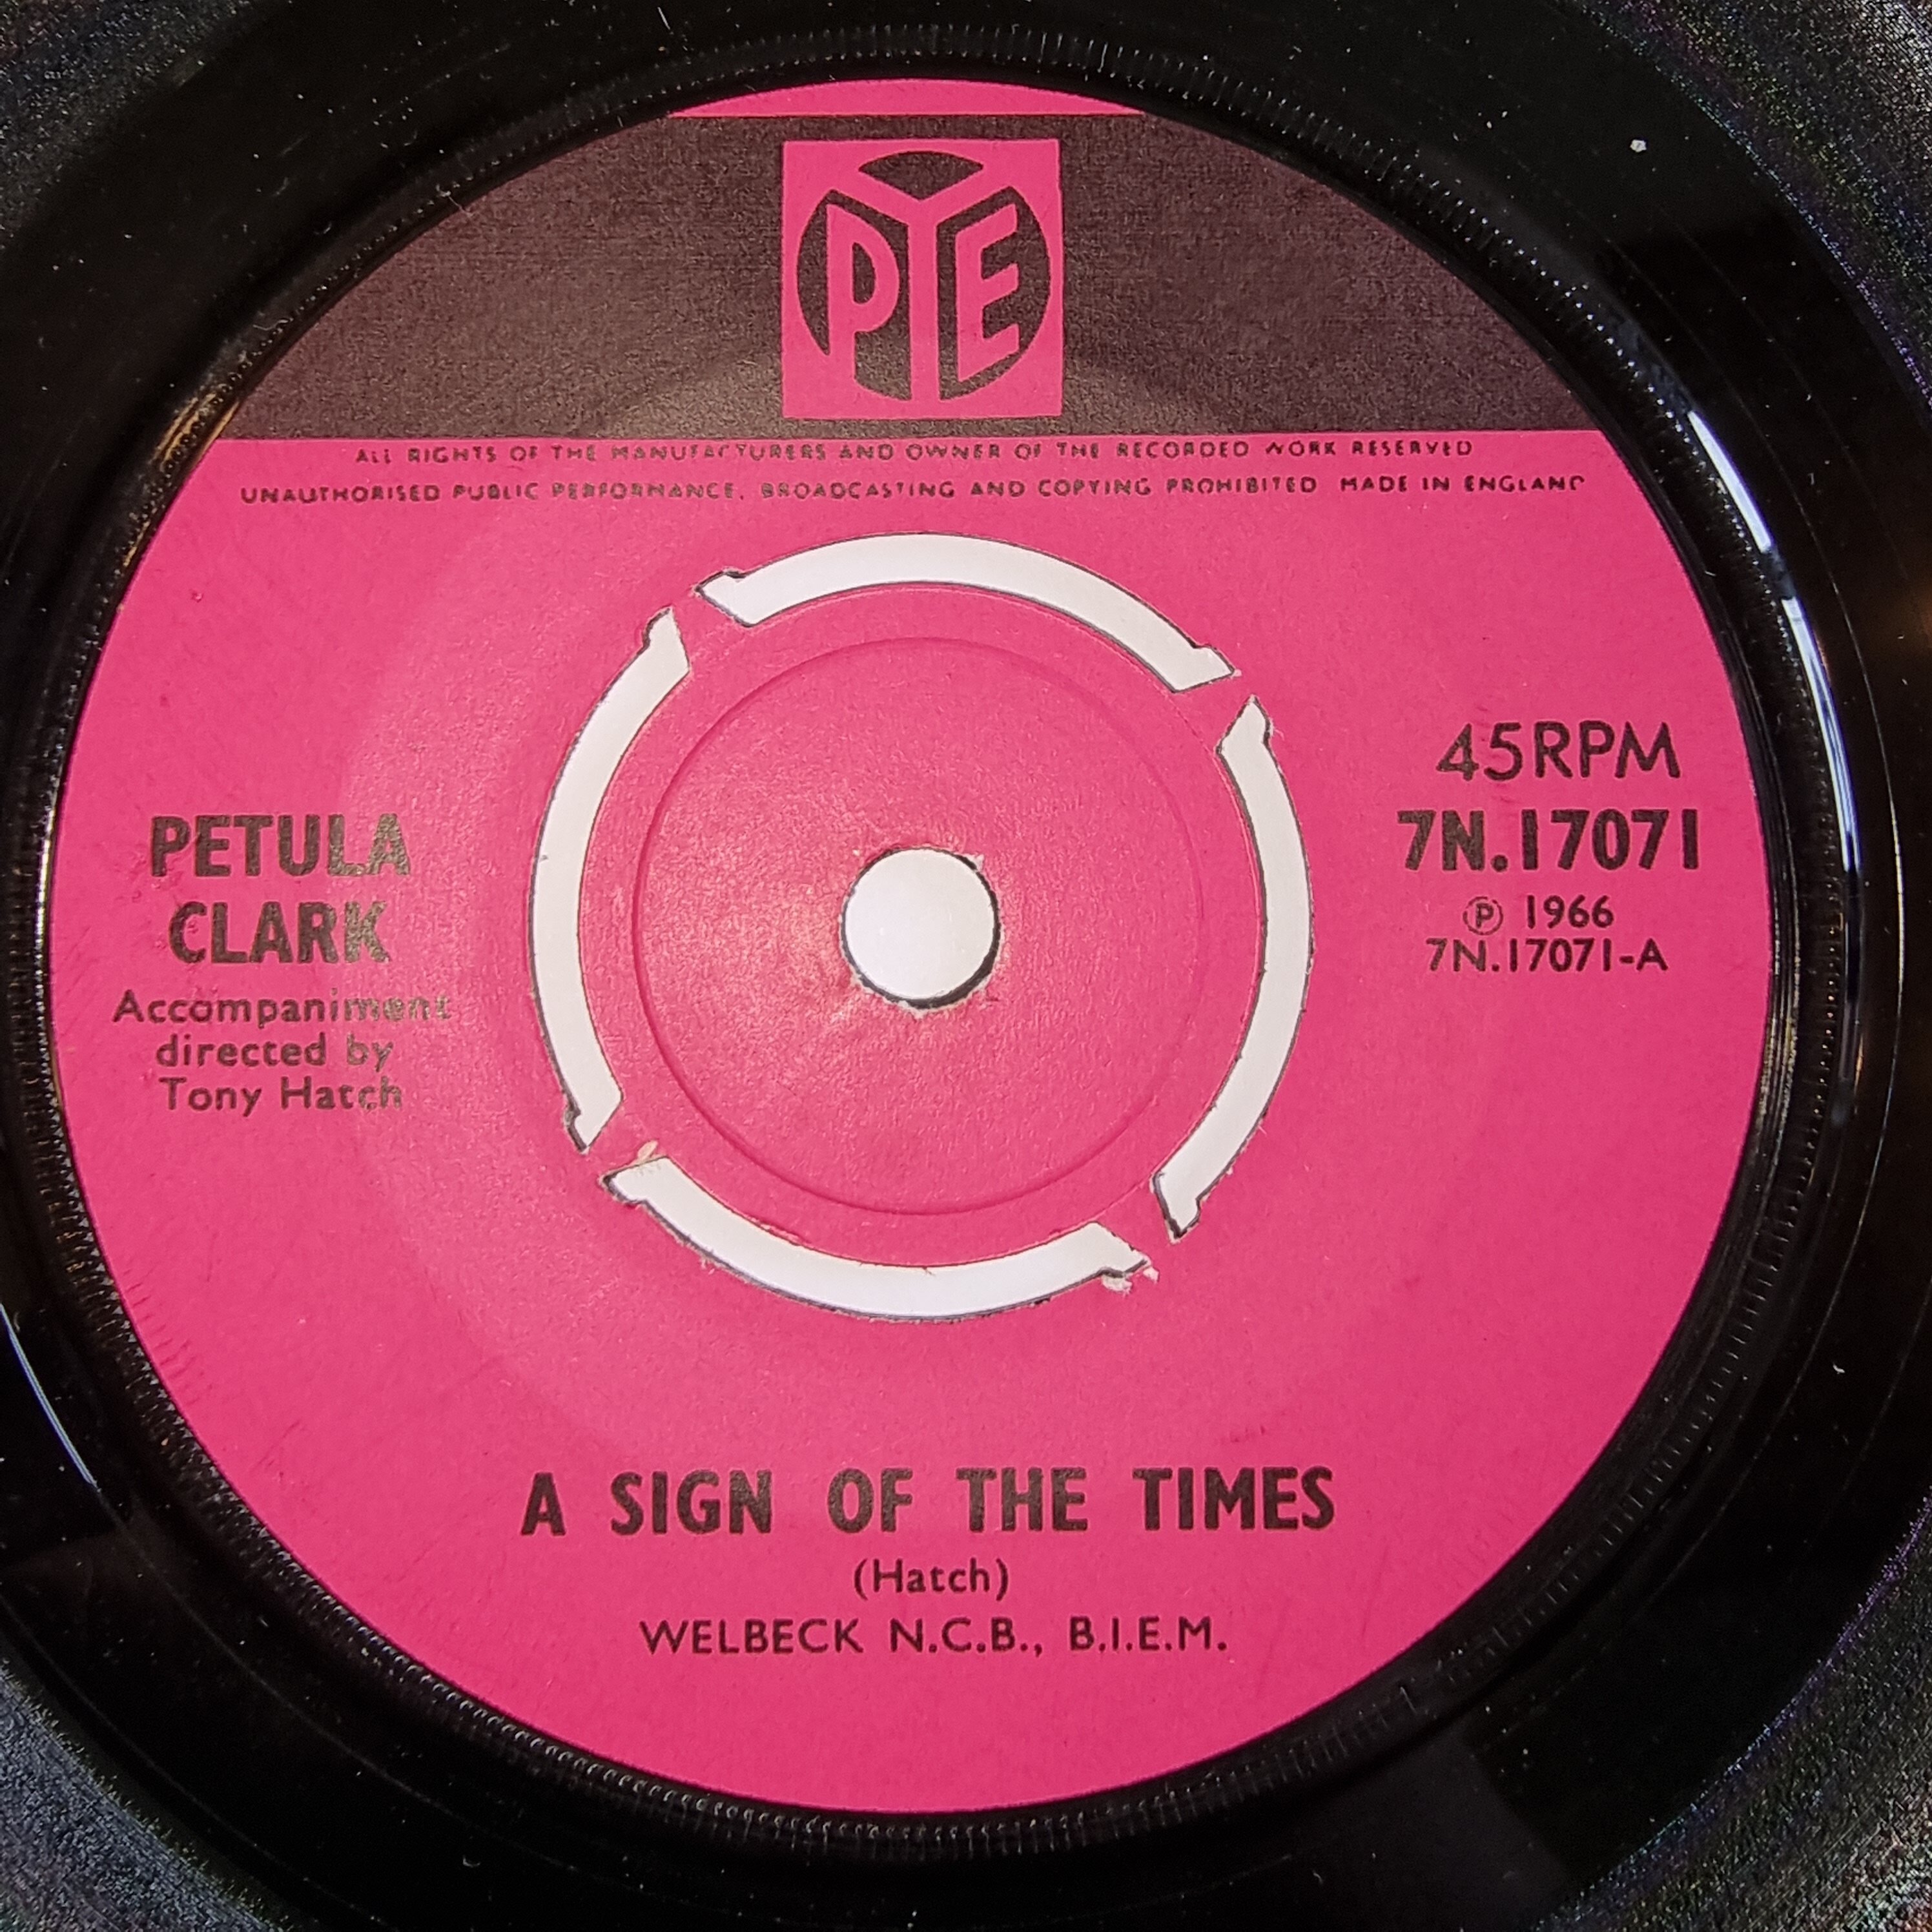 PYE
ALL RIGHTS OF THE MANUFACTURERS AND OWNER OF THE RECORDED WORK RESERVED
UNAUTHORISED PUBLIC PERFORMANCE, BROADCASTING AND COPYING PROHIBITED MADE IN ENGLAND
PETULA
CLARK
Accompaniment
directed by
Tony Hatch
45RPM
7N.17071
Ⓟ 1966
7N.17071-A
A SIGN OF THE TIMES
(Hatch)
WELBECK N.C.B., B.I.E.M.